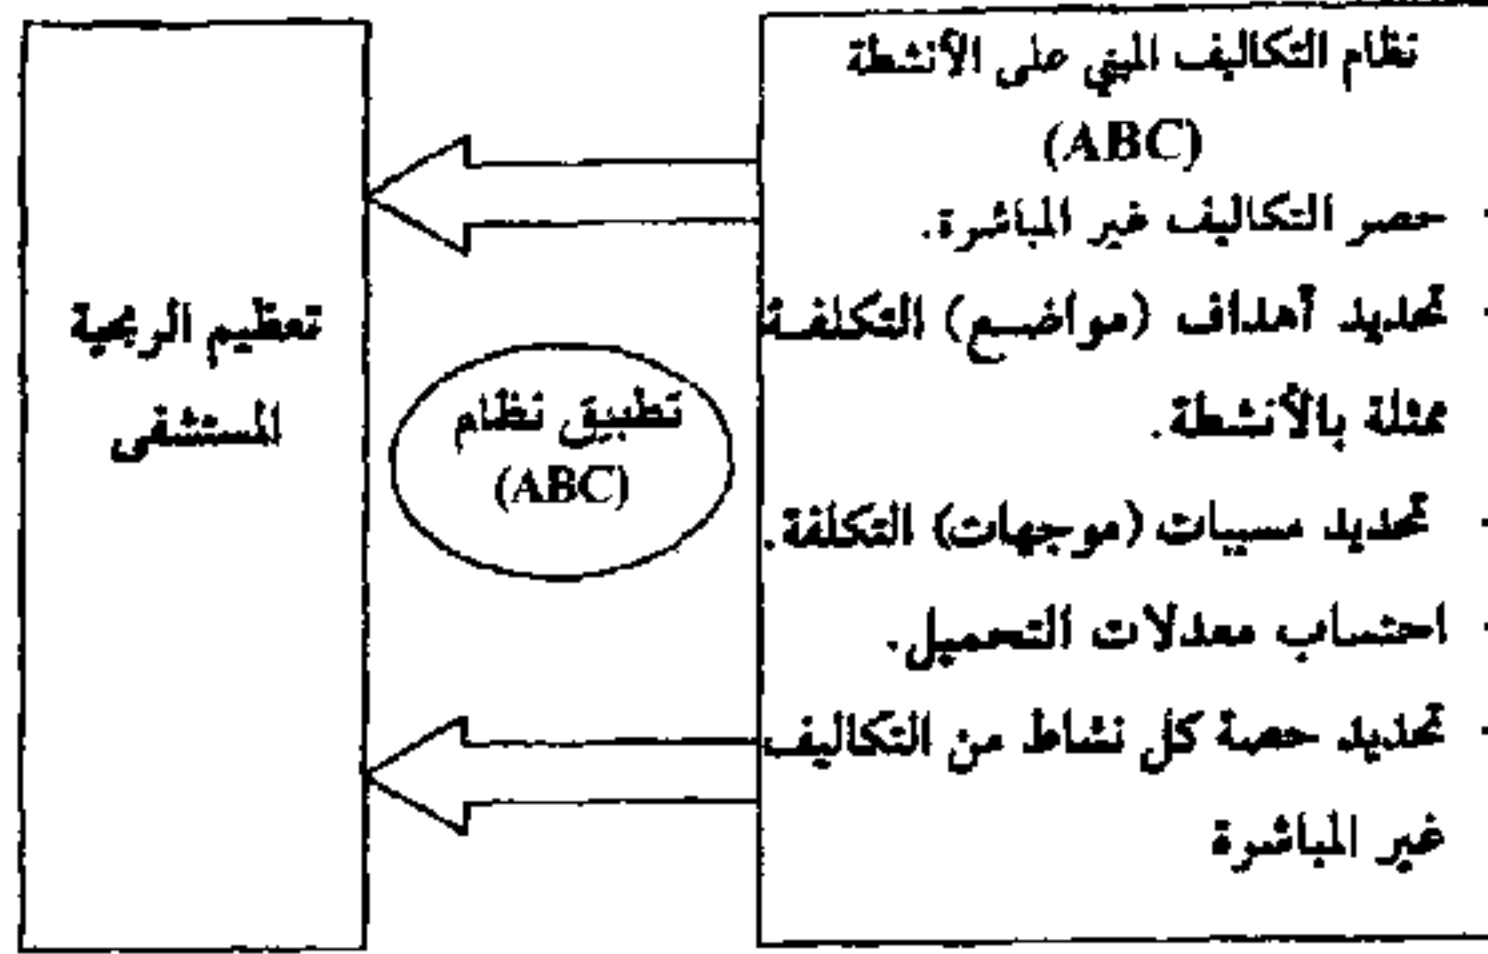 نظام التكاليف المبني على الأنشطة
(ABC)
- حصر التكاليف غير المباشرة.
- تحديد أهداف (مواضع) التكلفة
ممثلة بالأنشطة.
- تحديد مسببات (موجهات) التكلفة.
- احتساب معدلات التحميل.
- تحديد حصة كل نشاط من التكاليف
غير المباشرة
تطبيق نظام
(ABC)
تعظيم الربحية
المستشفى